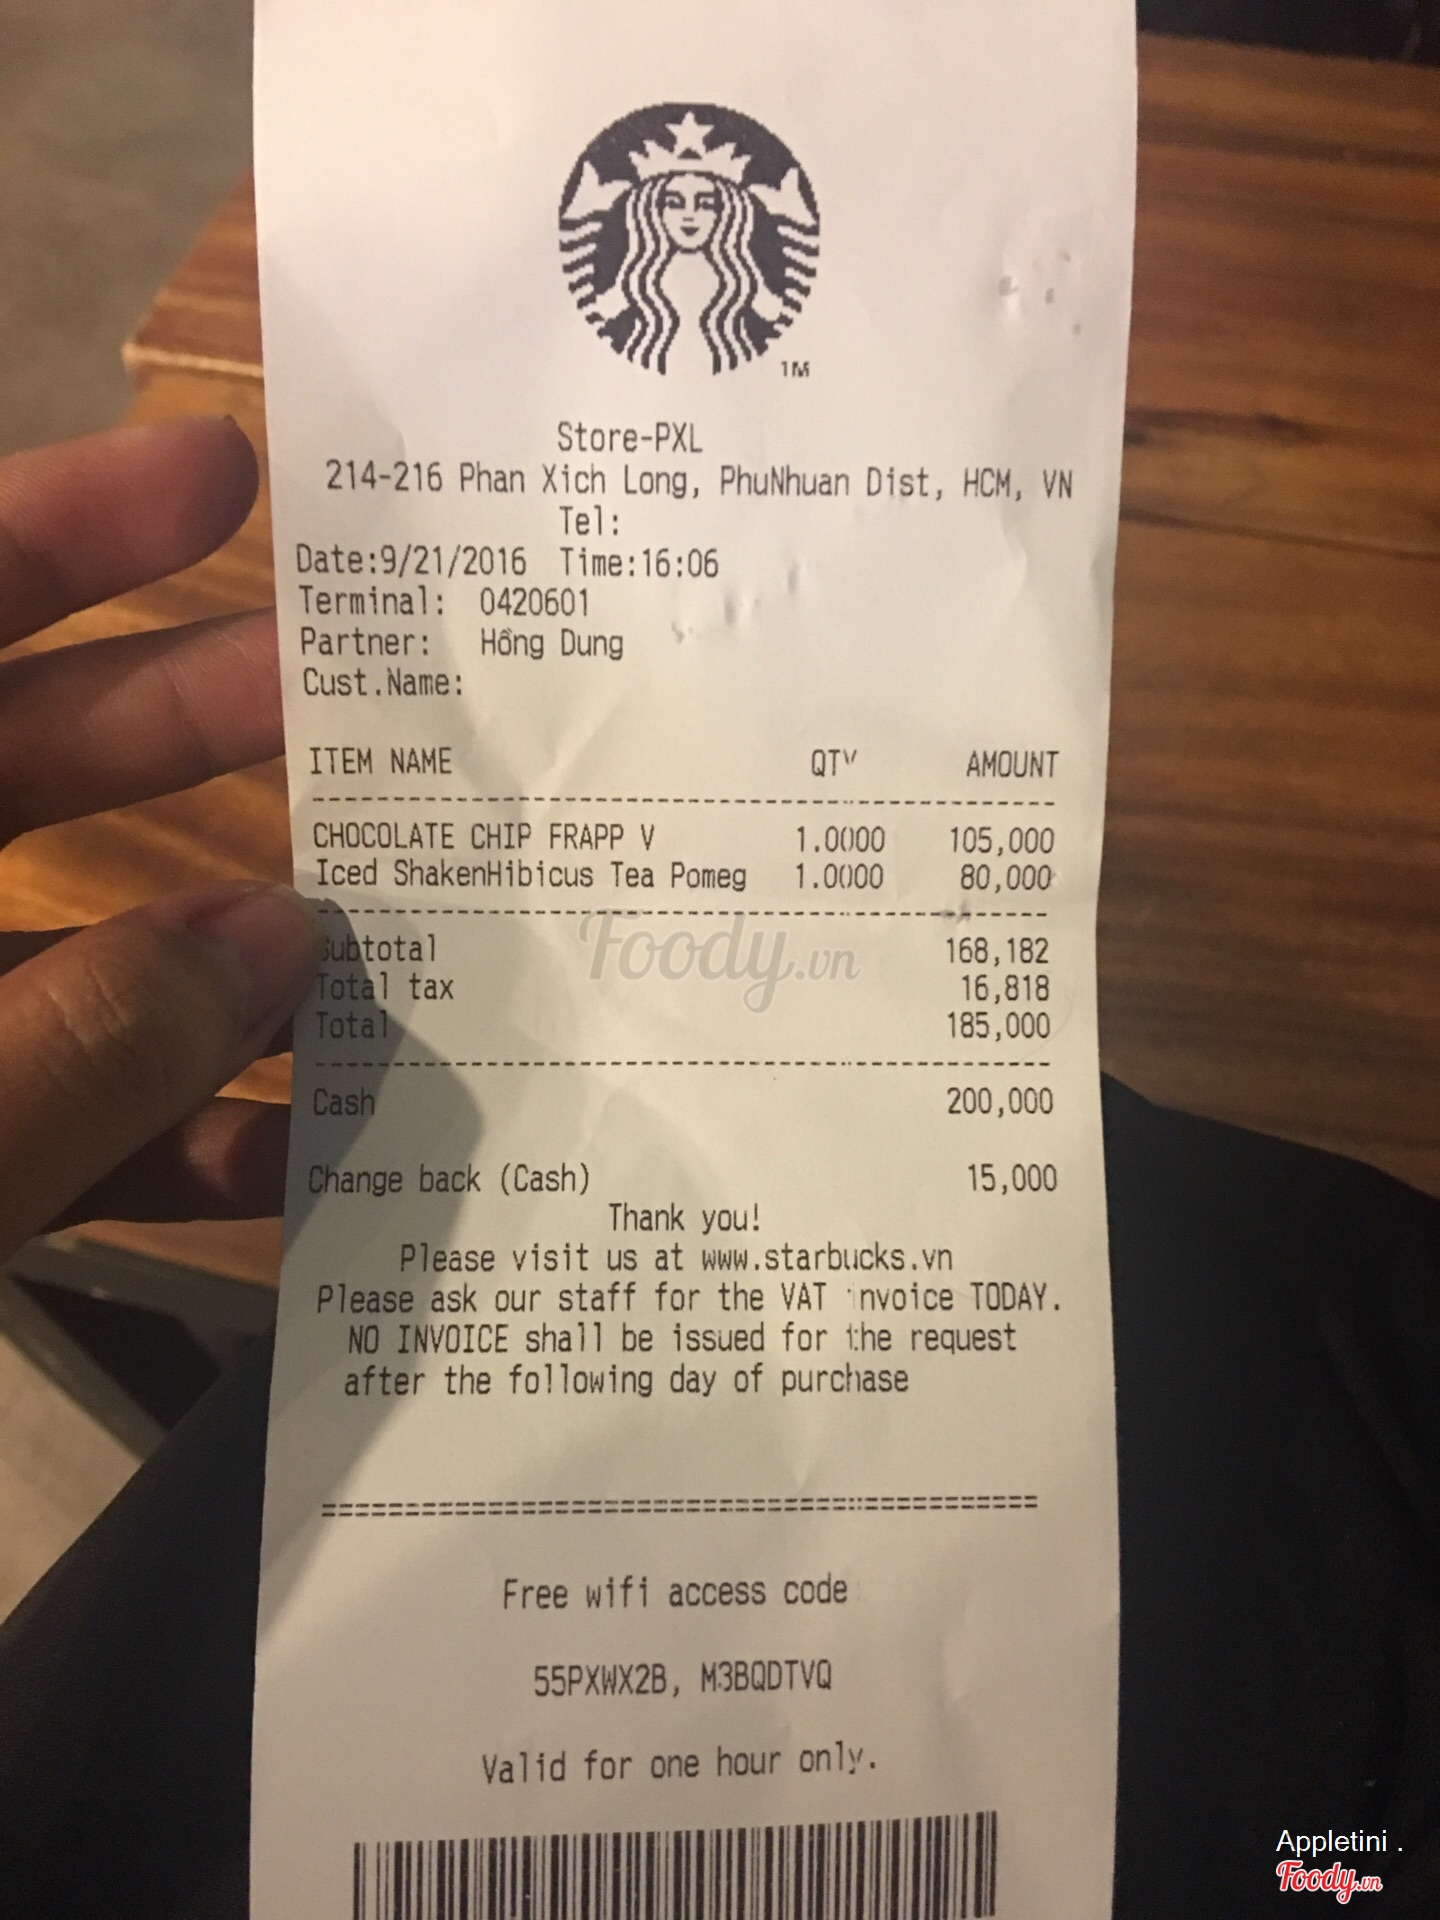 TM
Store-PXL
214-216 Phan Xich Long, PhuNhuan Dist, HCM, VN
Tel:
Date:9/21/2016 Time:16:06
Terminal: 0420601
Partner: Hồng Dung
Cust.Name:
ITEM NAME QTY AMOUNT
CHOCOLATE CHIP FRAPP V 1.0000 105,000
Iced ShakenHibicus Tea Pomeg 1.0000 80,000
Foody.vn
Subtotal 168,182
Total tax 16,818
Total 185,000
Cash 200,000
Change back (Cash) 15,000
Thank you!
Please visit us at www.starbucks.vn
Please ask our staff for the VAT invoice TODAY.
NO INVOICE shall be issued for the request
after the following day of purchase
Free wifi access code
55PXWX2B, M3BQDTVQ
Valid for one hour only.
Appletini .
Foody.vn